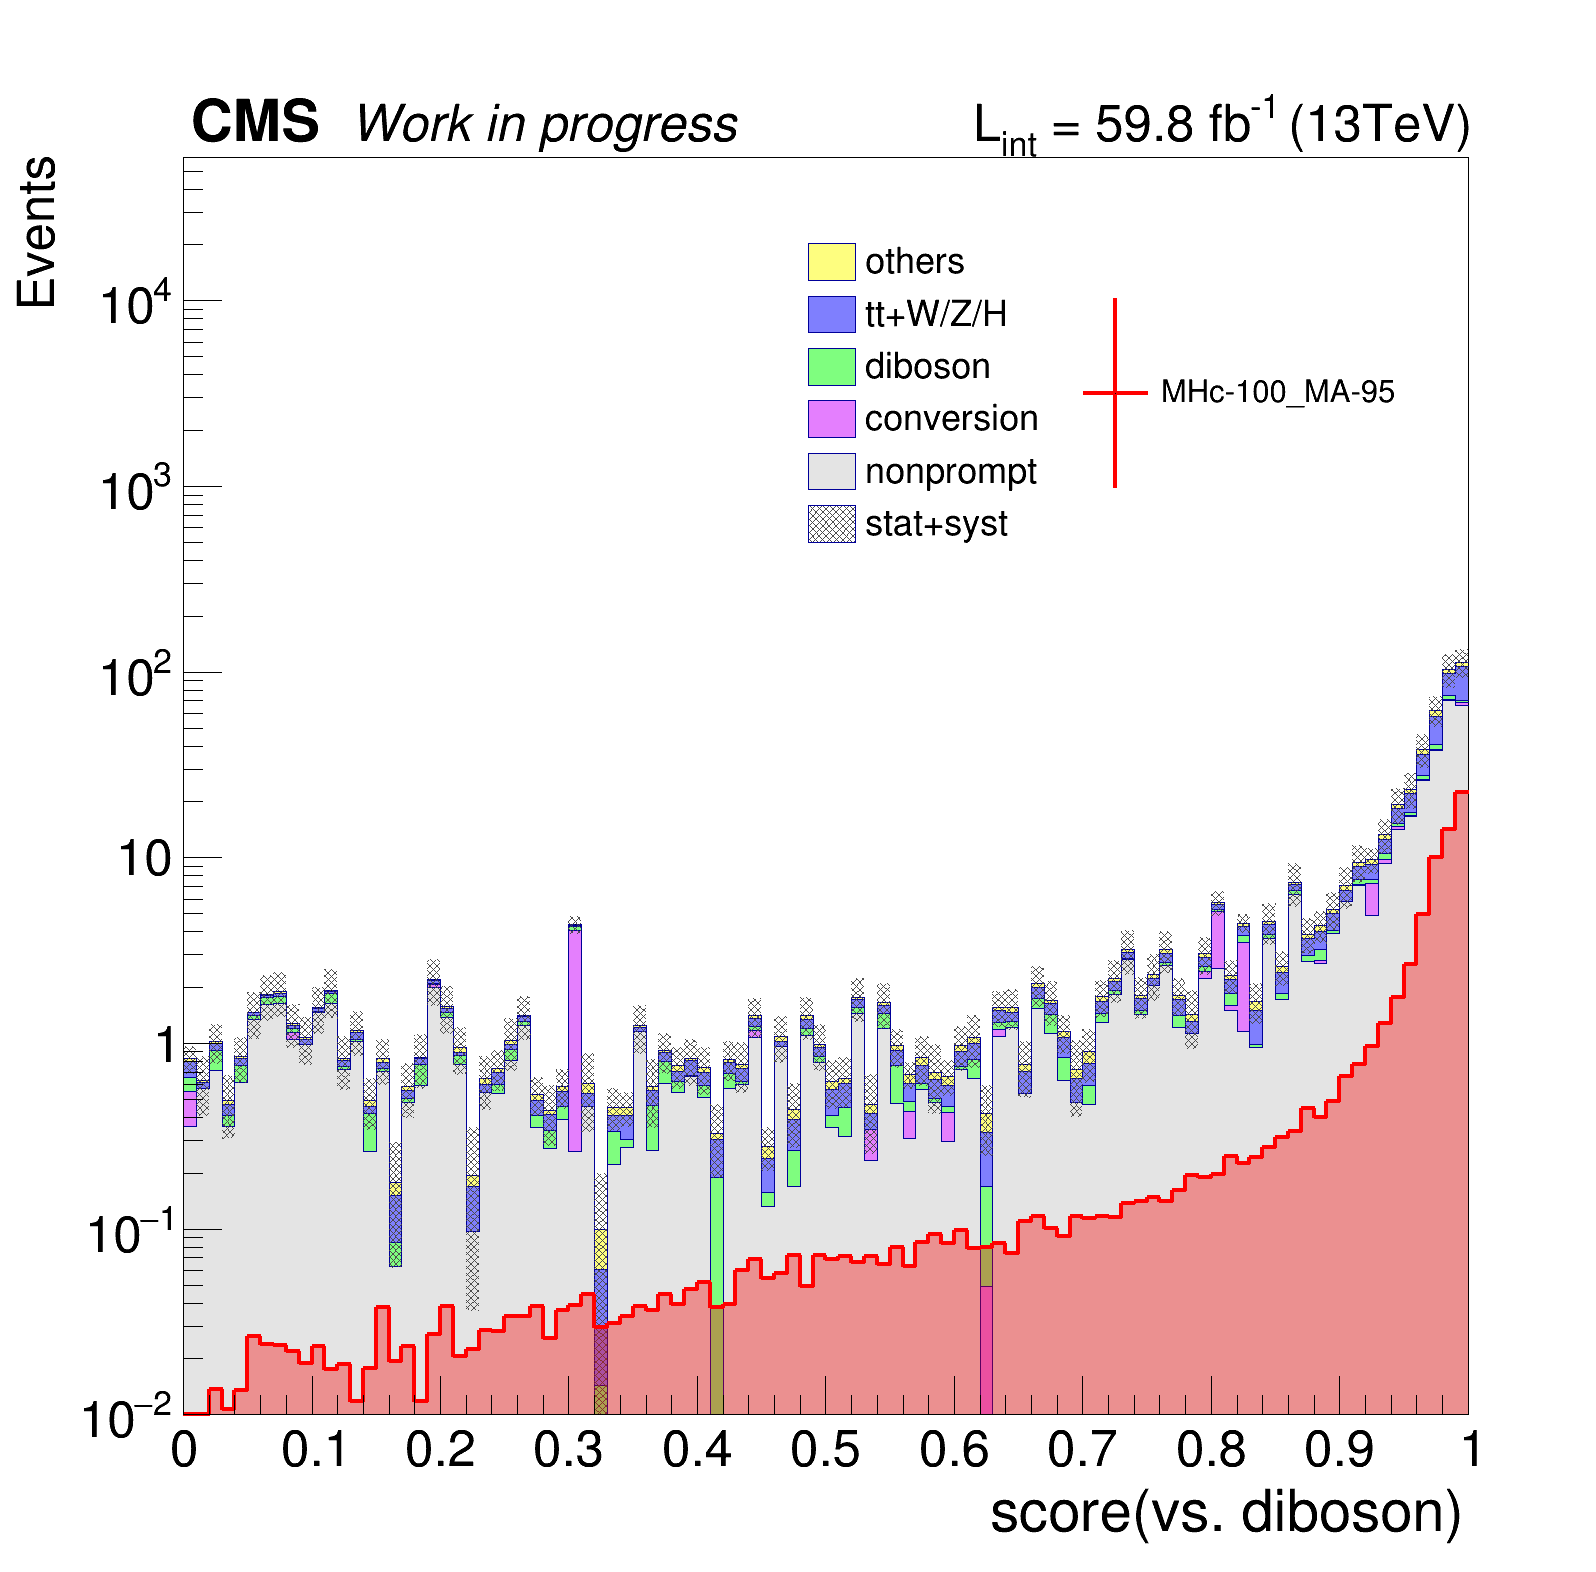 CMS Work in progress
L_int = 59.8 fb^-1 (13TeV)
Events
others
tt+W/Z/H
diboson
conversion
nonprompt
stat+syst
MHc-100_MA-95
10^4
10^3
10^2
10
1
10^−1
10^−2
0 0.1 0.2 0.3 0.4 0.5 0.6 0.7 0.8 0.9 1
score(vs. diboson)